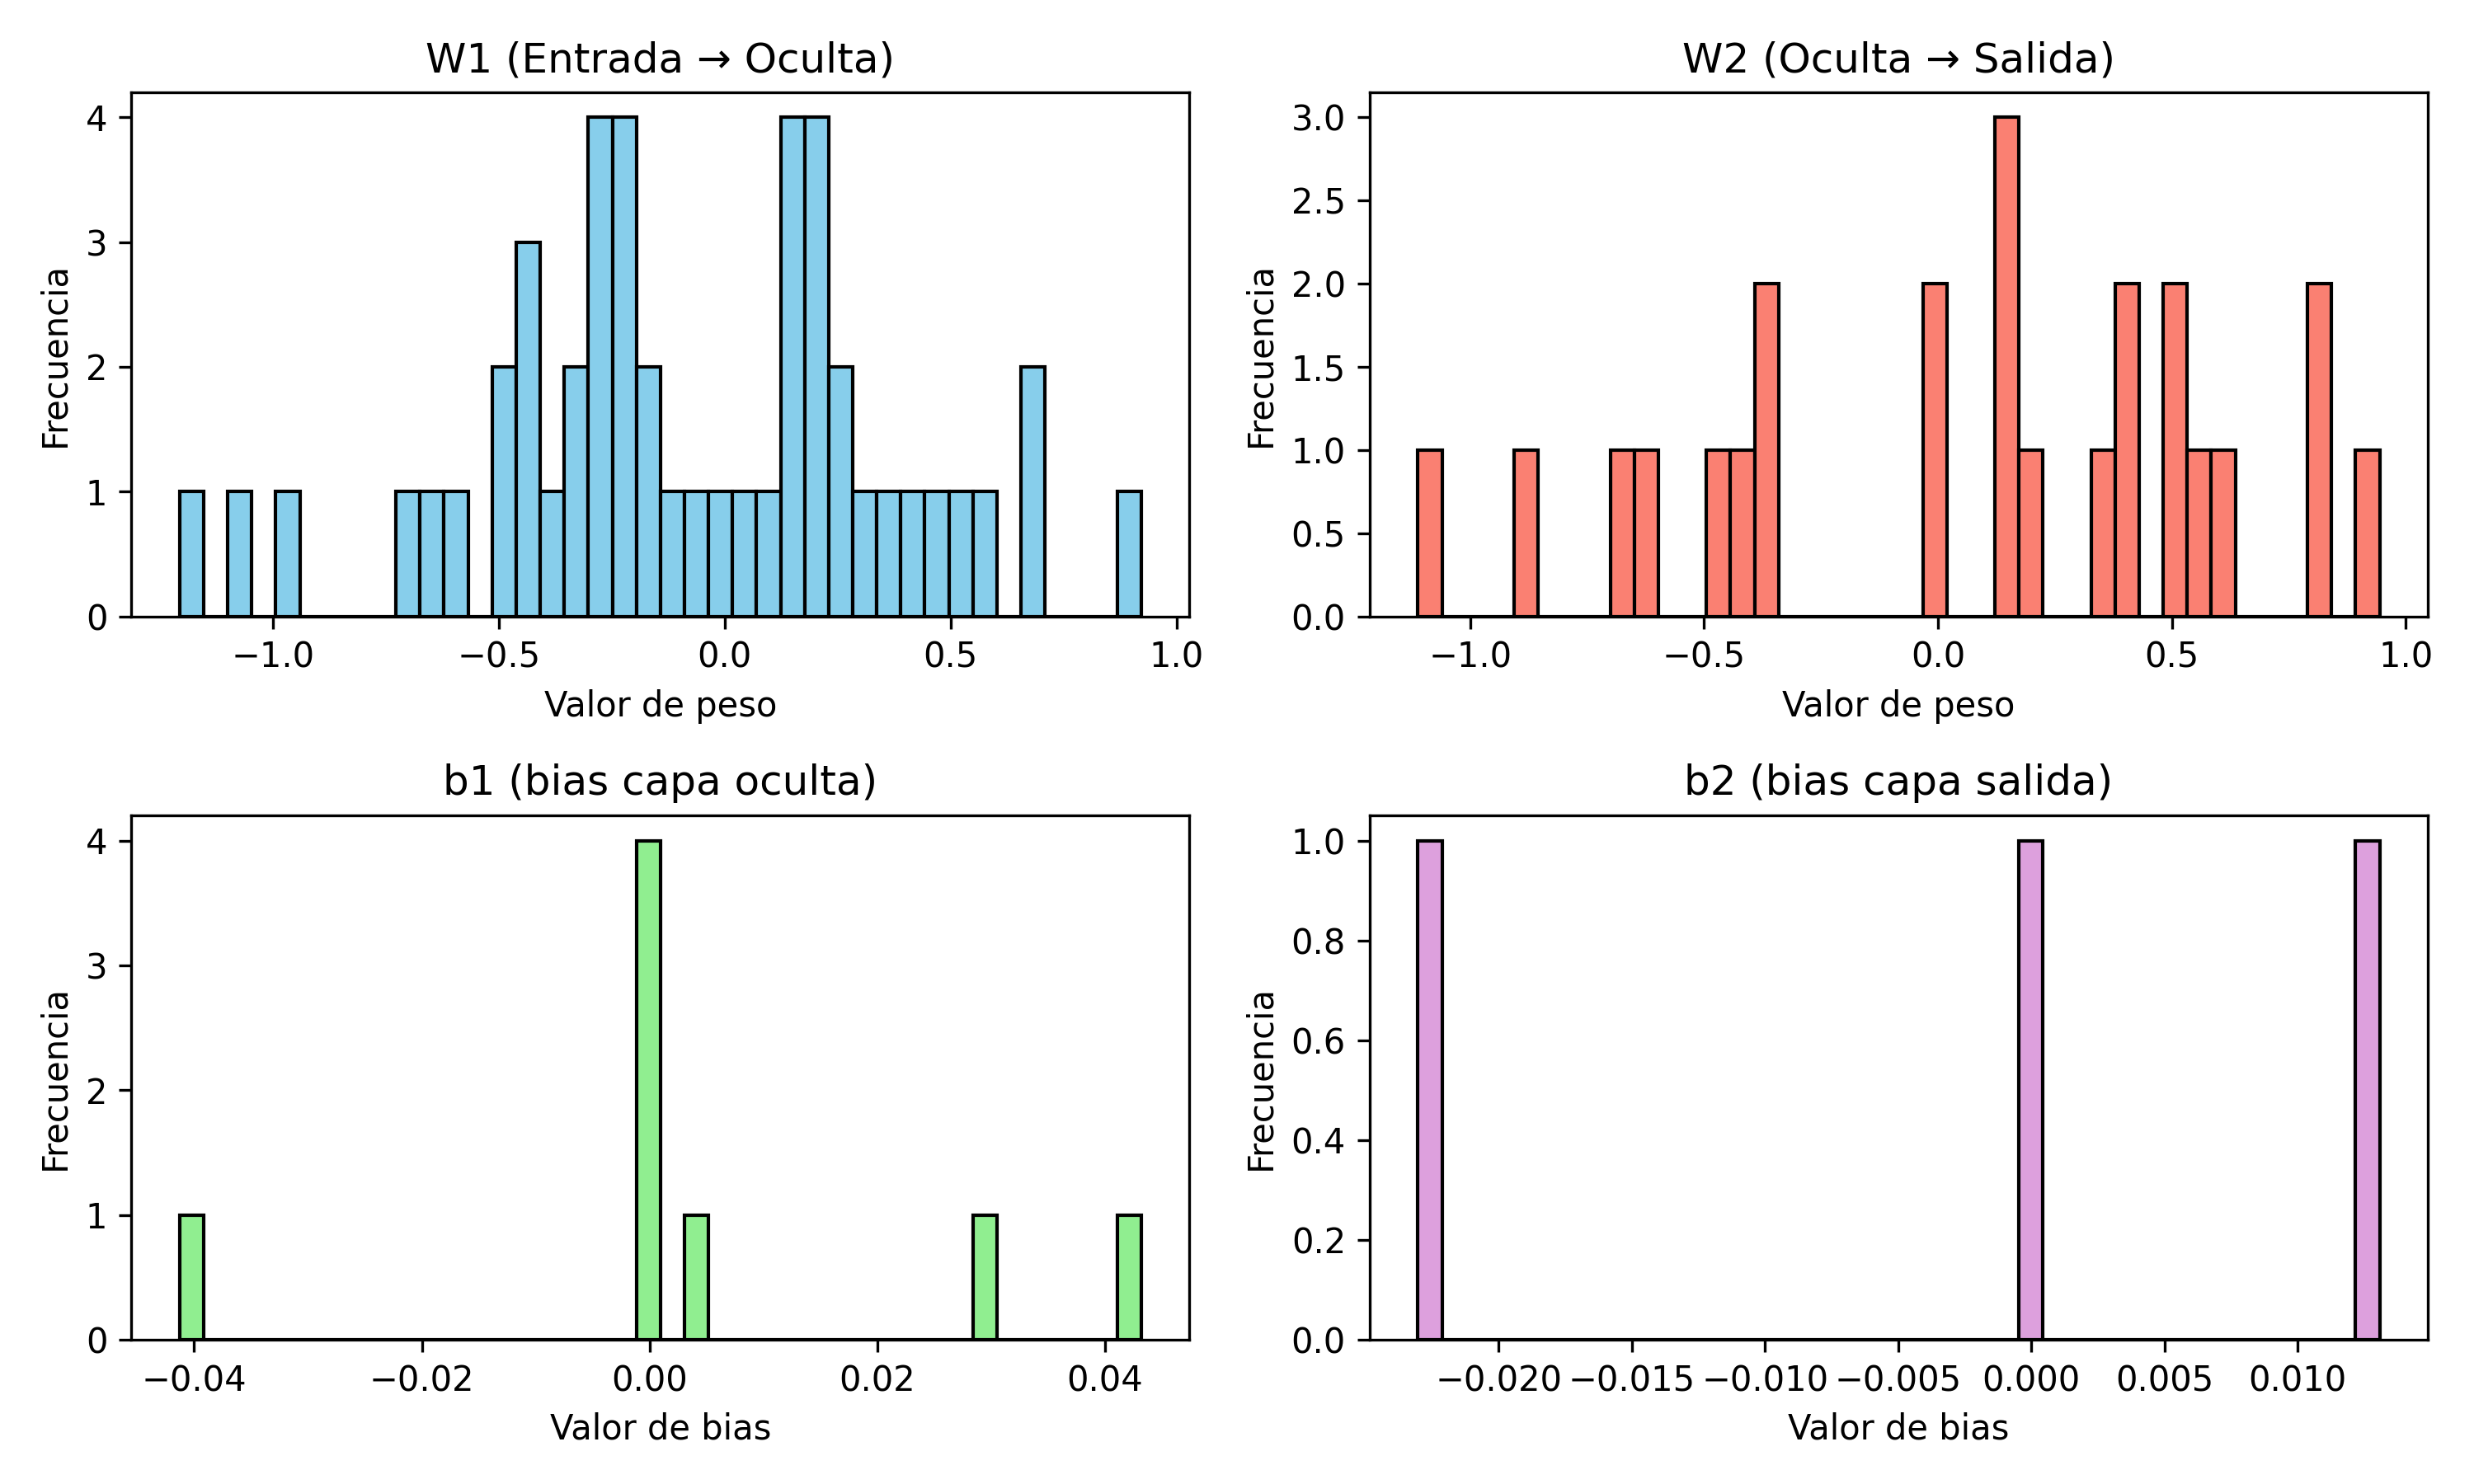 W1 (Entrada → Oculta)
4
3
2
1
0
Frecuencia
−1.0 −0.5 0.0 0.5 1.0
Valor de peso
W2 (Oculta → Salida)
3.0
2.5
2.0
1.5
1.0
0.5
0.0
Frecuencia
−1.0 −0.5 0.0 0.5 1.0
Valor de peso
b1 (bias capa oculta)
4
3
2
1
0
Frecuencia
−0.04 −0.02 0.00 0.02 0.04
Valor de bias
b2 (bias capa salida)
1.0
0.8
0.6
0.4
0.2
0.0
Frecuencia
−0.020 −0.015 −0.010 −0.005 0.000 0.005 0.010
Valor de bias